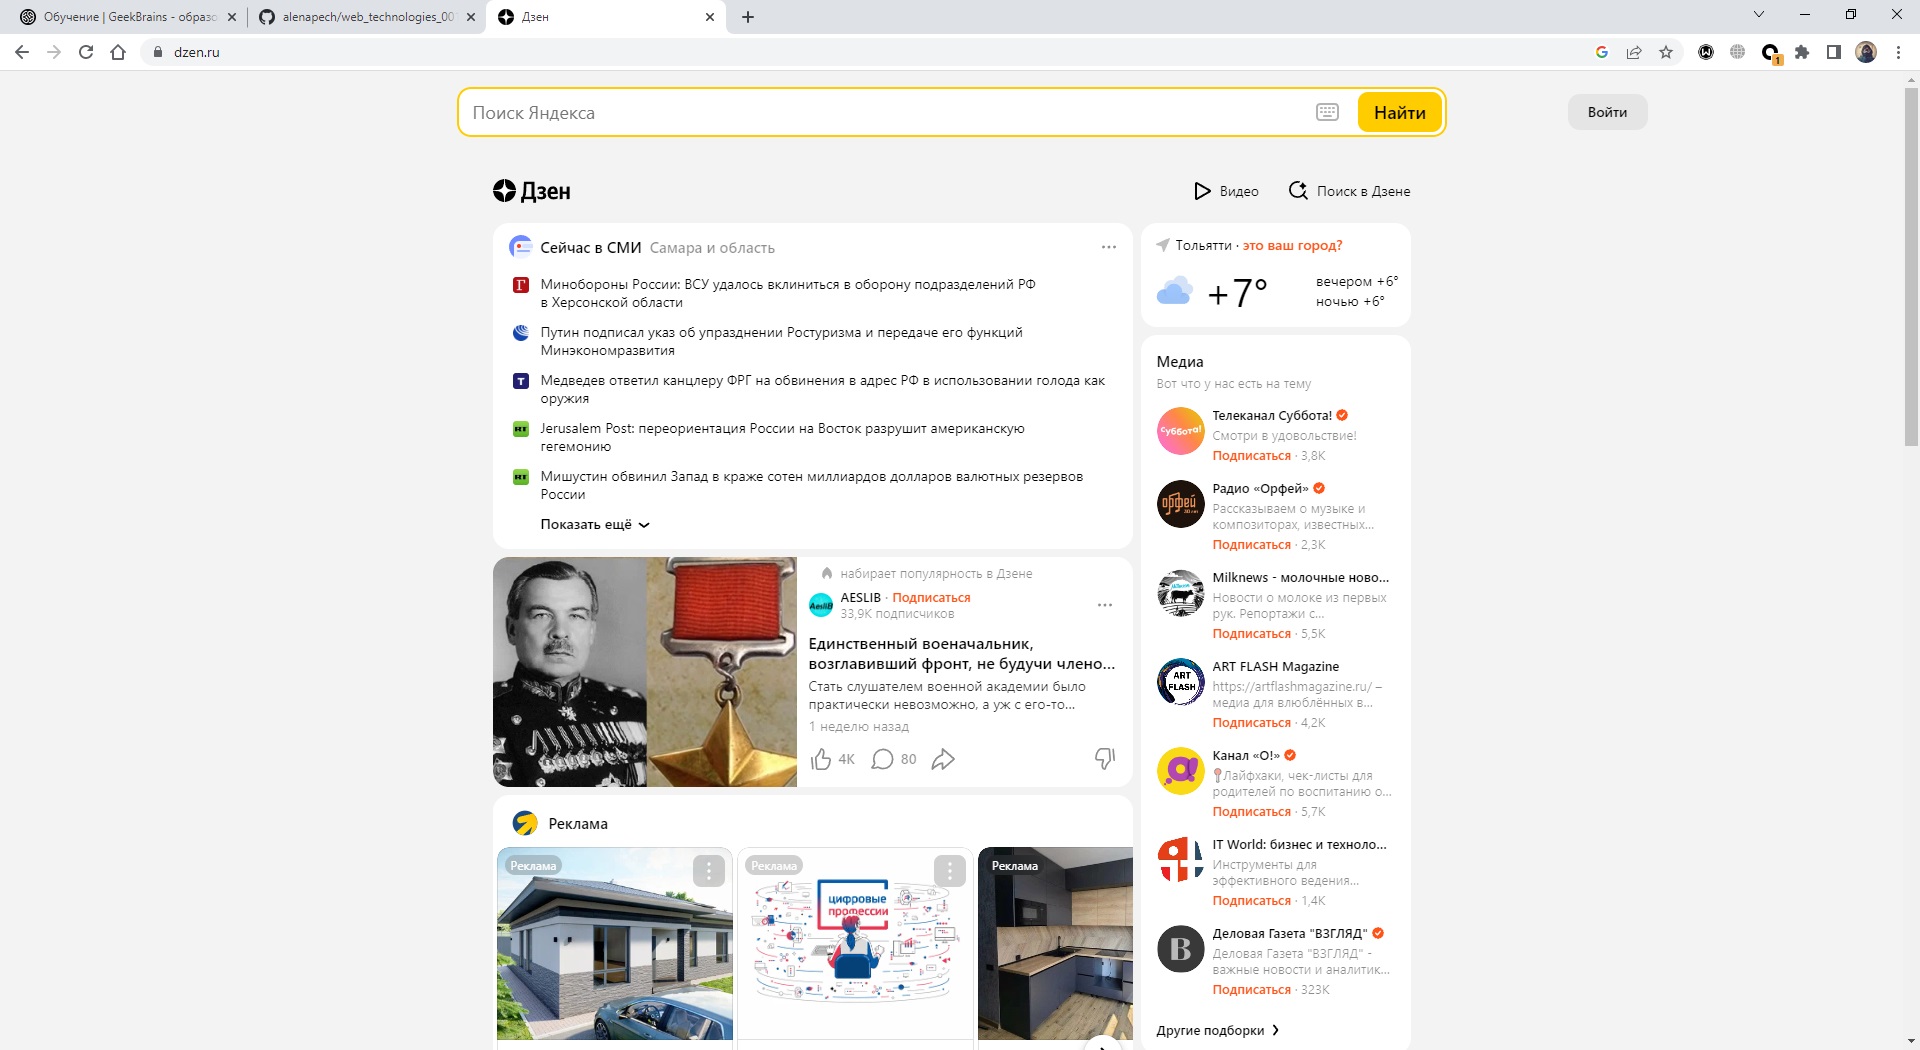 Обучение | GeekBrains - образо
alenapech/web_technologies_00
Дзен
dzen.ru
1
Поиск Яндекса
Найти
Войти
Дзен
Видео
Поиск в Дзене
Сейчас в СМИ Самара и область
Минобороны России: ВСУ удалось вклиниться в оборону подразделений РФ
в Херсонской области
Путин подписал указ об упразднении Ростуризма и передаче его функций
Минэкономразвития
Медведев ответил канцлеру ФРГ на обвинения в адрес РФ в использовании голода как
оружия
Jerusalem Post: переориентация России на Восток разрушит американскую
гегемонию
Мишустин обвинил Запад в краже сотен миллиардов долларов валютных резервов
России
Показать ещё
Г
Т
RT
RT
набирает популярность в Дзене
AesliB
AESLIB · Подписаться
33,9K подписчиков
Единственный военачальник,
возглавивший фронт, не будучи члено...
Стать слушателем военной академии было
практически невозможно, а уж с его-то...
1 неделю назад
4K
80
Реклама
Реклама
Реклама
цифровые
профессии
Реклама
Тольятти · это ваш город?
+7°
вечером +6°
ночью +6°
Медиа
Вот что у нас есть на тему
суббота!
Телеканал Суббота!
Смотри в удовольствие!
Подписаться · 3,8K
орфей
Радио «Орфей»
Рассказываем о музыке и
композиторах, известных...
Подписаться · 2,3K
Milknews - молочные ново...
Новости о молоке из первых
рук. Репортажи с...
Подписаться · 5,5K
ART
FLASH
ART FLASH Magazine
https://artflashmagazine.ru/ –
медиа для влюблённых в...
Подписаться · 4,2K
Канал «О!»
Лайфхаки, чек-листы для
родителей по воспитанию о...
Подписаться · 5,7K
IT World: бизнес и техноло...
Инструменты для
эффективного ведения...
Подписаться · 1,4K
В
Деловая Газета "ВЗГЛЯД"
Деловая Газета "ВЗГЛЯД" -
важные новости и аналитик...
Подписаться · 323K
Другие подборки